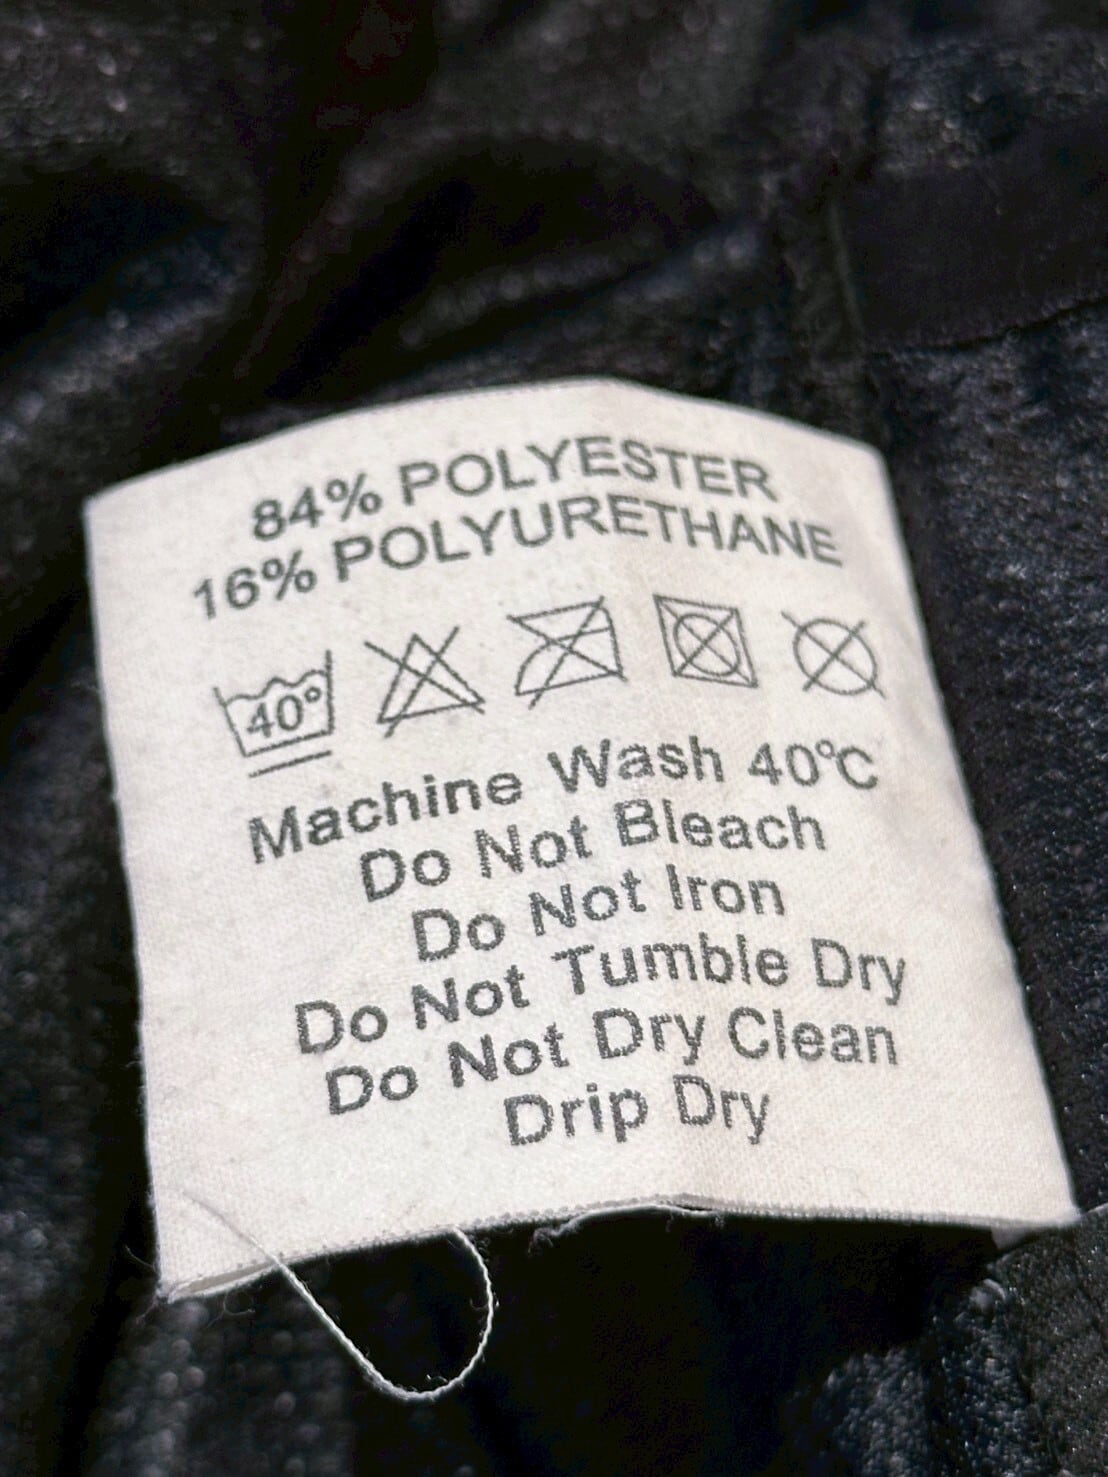 84% POLYESTER
16% POLYURETHANE
40°
Machine Wash 40°C
Do Not Bleach
Do Not Iron
Do Not Tumble Dry
Do Not Dry Clean
Drip Dry